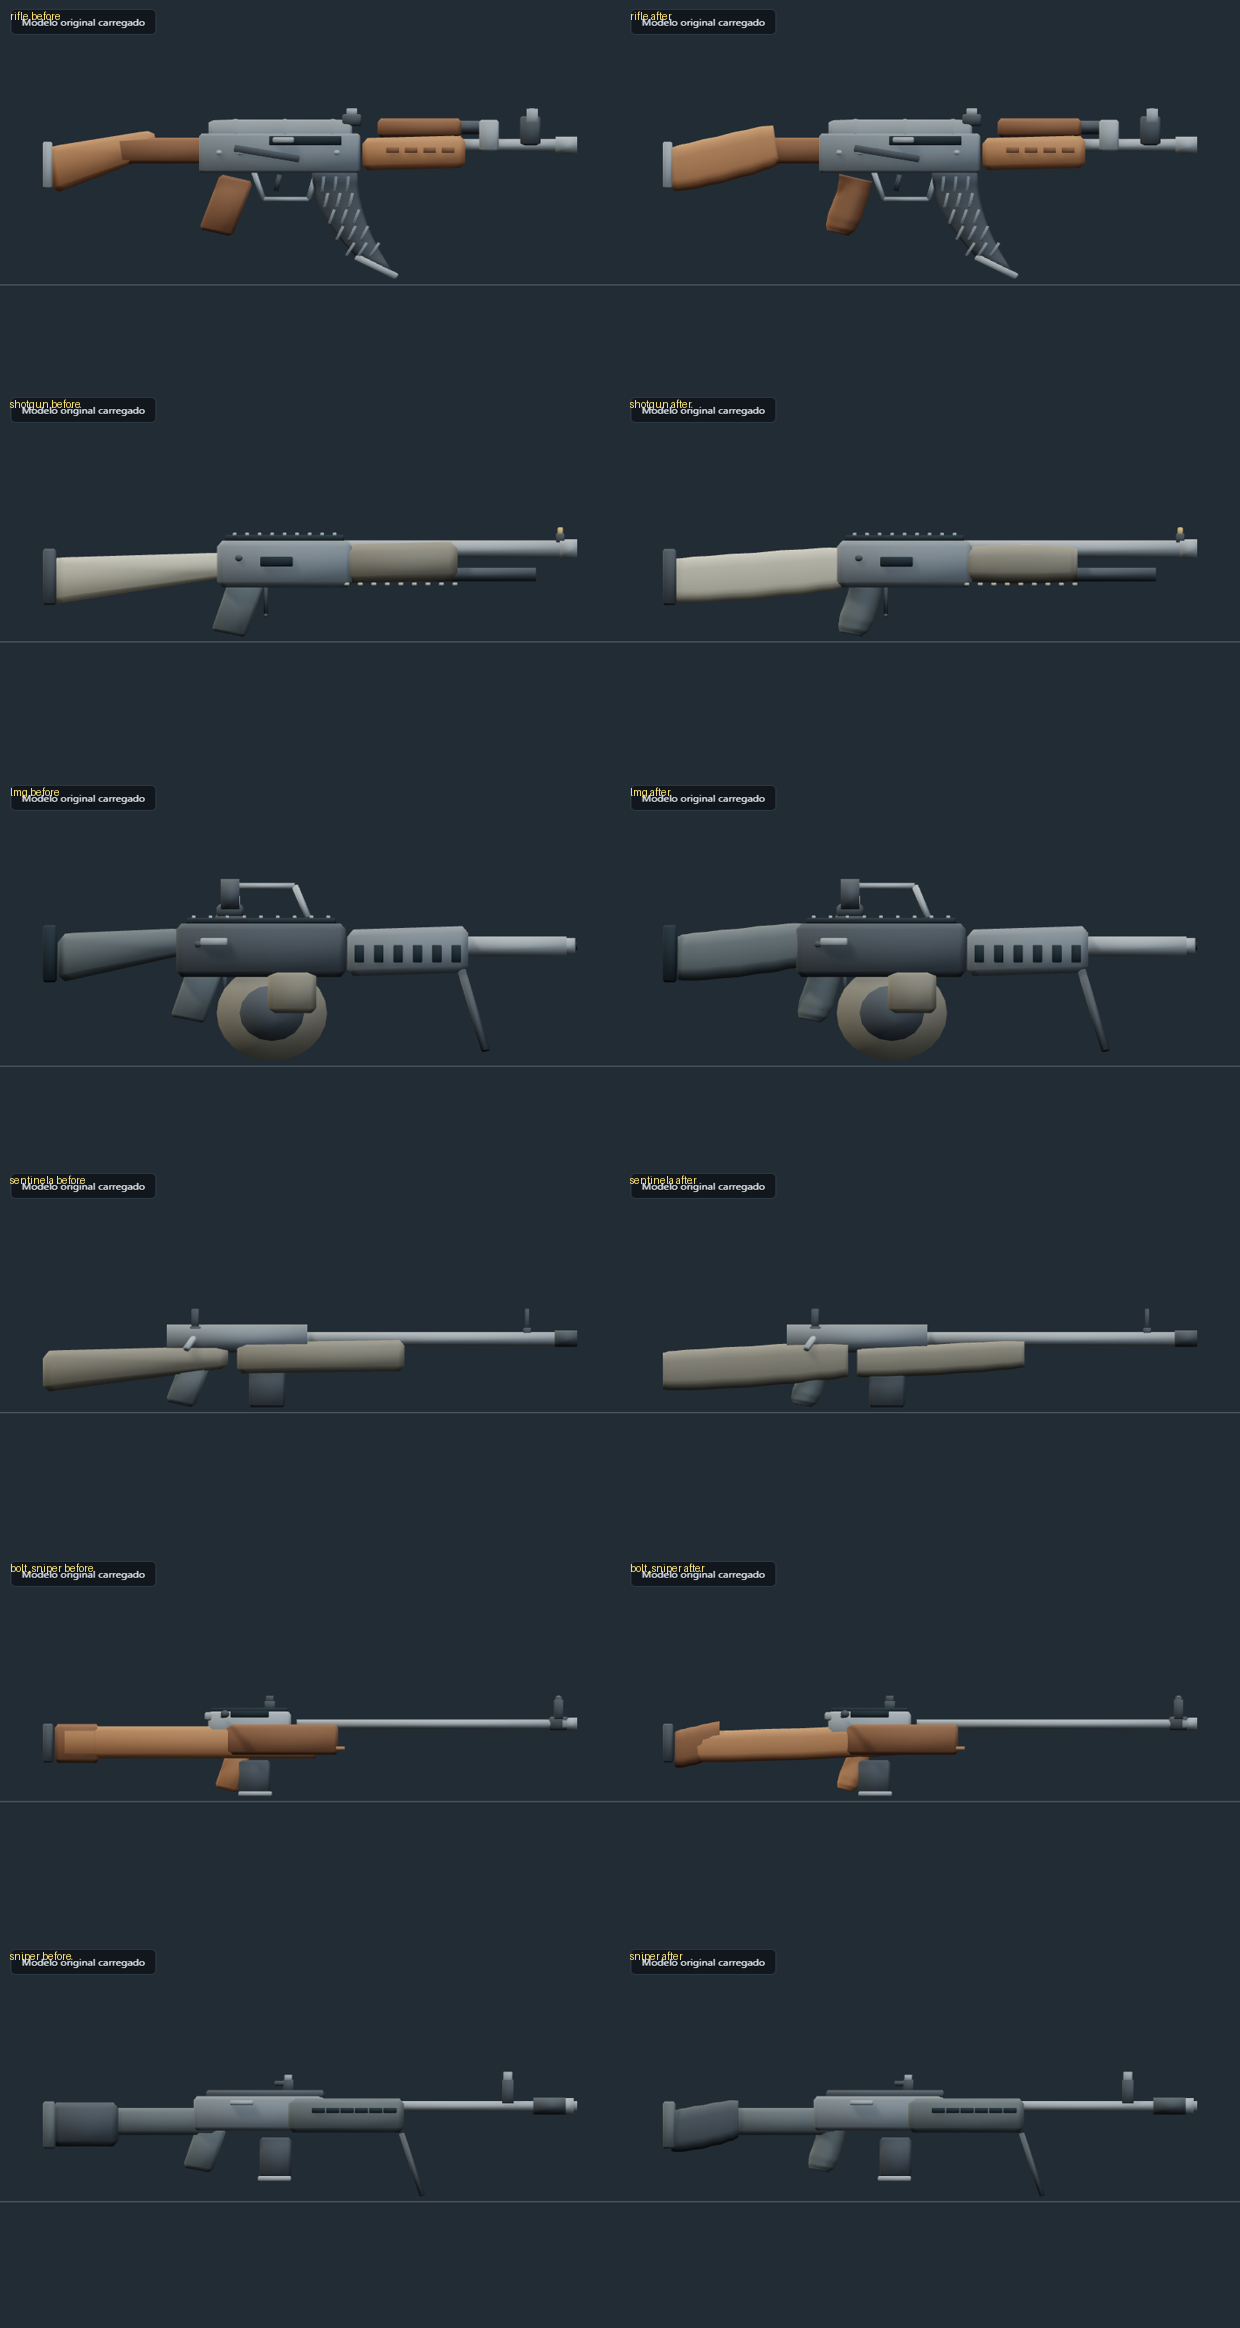 rifle before
Modelo original carregado
rifle after
Modelo original carregado
shotgun before
Modelo original carregado
shotgun after
Modelo original carregado
lmg before
Modelo original carregado
lmg after
Modelo original carregado
sentinela before
Modelo original carregado
sentinela after
Modelo original carregado
bolt_sniper before
Modelo original carregado
bolt_sniper after
Modelo original carregado
sniper before
Modelo original carregado
sniper after
Modelo original carregado